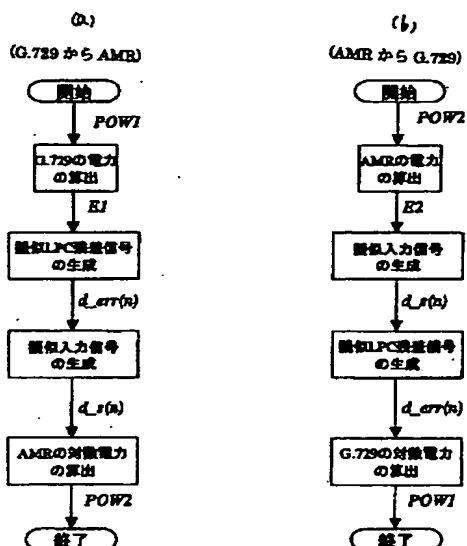 (a)
(G.729 から AMR)
開始
POW1
G.729の電力
の算出
E1
擬似LPC残差信号
の生成
d_err(n)
擬似入力信号
の生成
d_s(n)
AMRの対数電力
の算出
POW2
終了
(b)
(AMR から G.729)
開始
POW2
AMRの電力
の算出
E2
擬似入力信号
の生成
d_s(n)
擬似LPC残差信号
の生成
d_err(n)
G.729の対数電力
の算出
POW1
終了